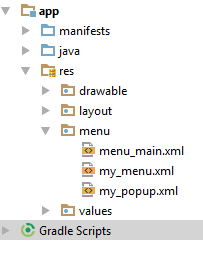 app
manifests
java
res
drawable
layout
menu
menu_main.xml
my_menu.xml
my_popup.xml
values
Gradle Scripts